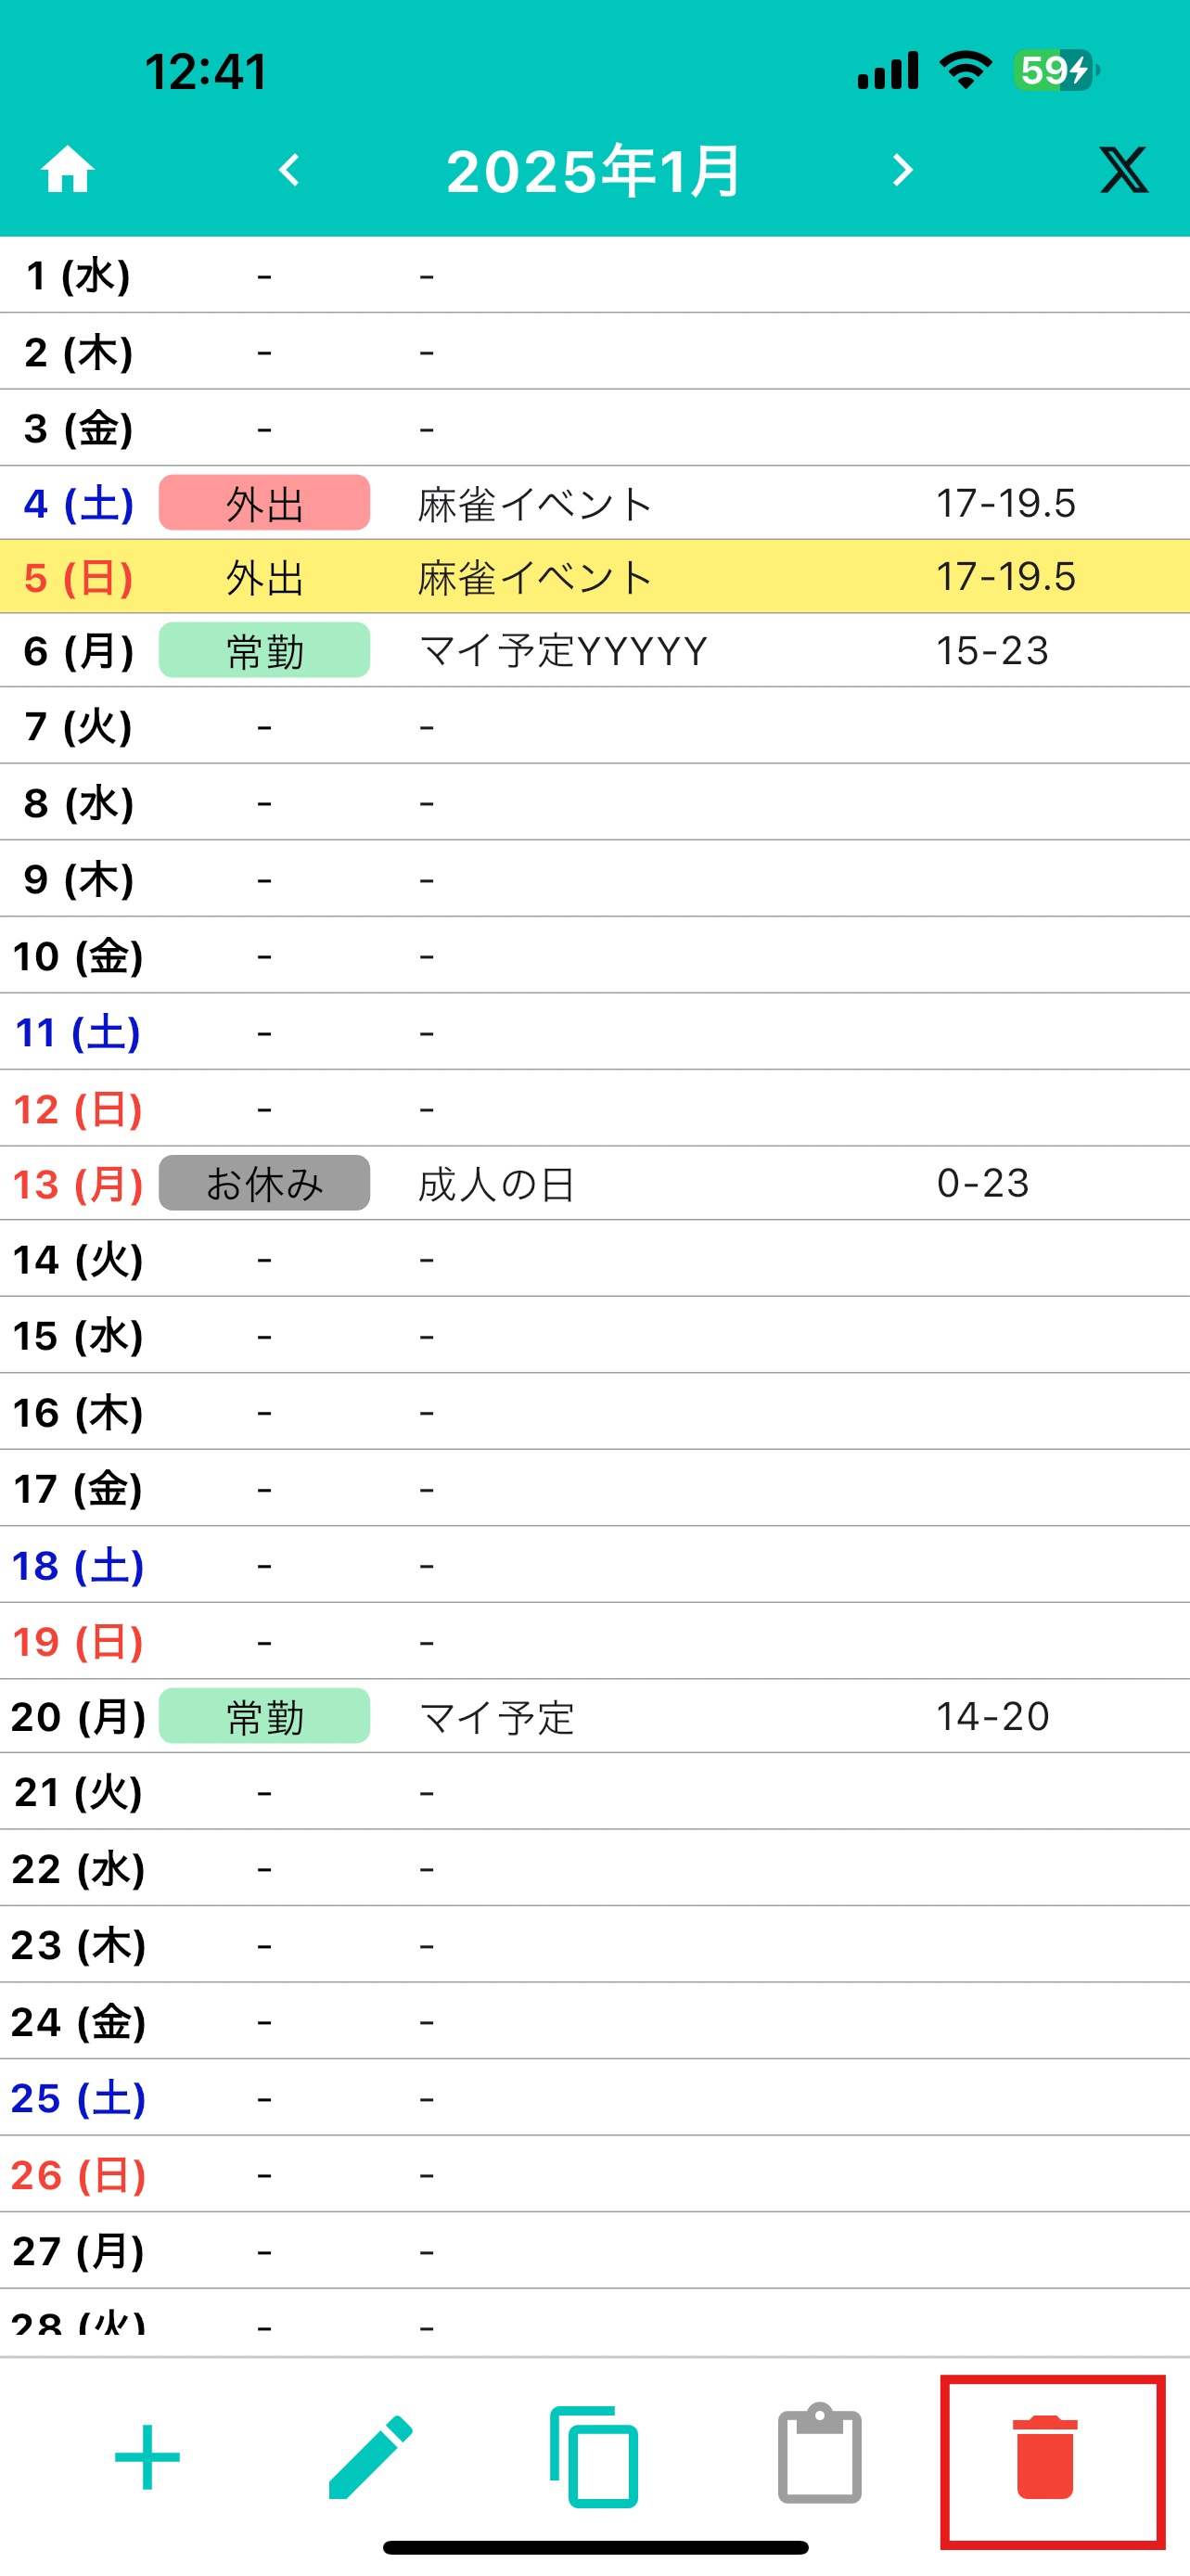 12:41 59
2025年1月
1 (水) - -
2 (木) - -
3 (金) - -
4 (土) 外出 麻雀イベント 17-19.5
5 (日) 外出 麻雀イベント 17-19.5
6 (月) 常勤 マイ予定YYYYY 15-23
7 (火) - -
8 (水) - -
9 (木) - -
10 (金) - -
11 (土) - -
12 (日) - -
13 (月) お休み 成人の日 0-23
14 (火) - -
15 (水) - -
16 (木) - -
17 (金) - -
18 (土) - -
19 (日) - -
20 (月) 常勤 マイ予定 14-20
21 (火) - -
22 (水) - -
23 (木) - -
24 (金) - -
25 (土) - -
26 (日) - -
27 (月) - -
28 (火) - -